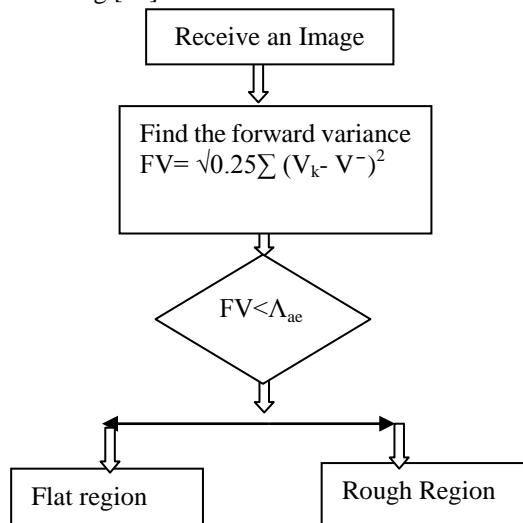 Receive an Image
Find the forward variance
FV= √0.25∑ (Vₖ- V⁻)²
FV<Λₐₑ
Flat region
Rough Region